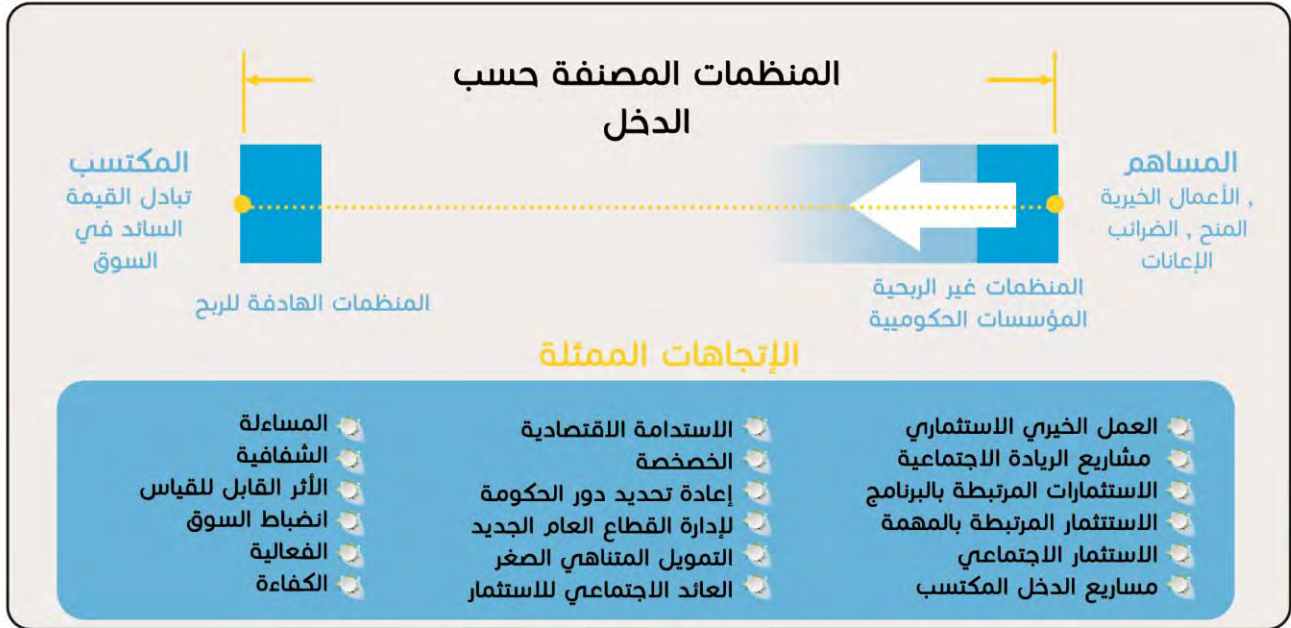 المنظمات المصنفة حسب
الدخل
المساهم
, الأعمال الخيرية
المنح , الضرائب
الإعانات
المنظمات غير الربحية
المؤسسات الحكوميية
المكتسب
تبادل القيمة
السائد في
السوق
المنظمات الهادفة للربح
الإتجاهات الممثلة
العمل الخيري الاستثماري
مشاريع الريادة الاجتماعية
الاستثمارات المرتبطة بالبرنامج
الاستتثمار المرتبطة بالمهمة
الاستثمار الاجتماعي
مساريع الدخل المكتسب
الاستدامة الاقتصادية
الخصخصة
إعادة تحديد دور الحكومة
لإدارة القطاع العام الجديد
التمويل المتناهي الصغر
العائد الاجتماعي للاستثمار
المساءلة
الشفافية
الأثر القابل للقياس
انضباط السوق
الفعالية
الكفاءة